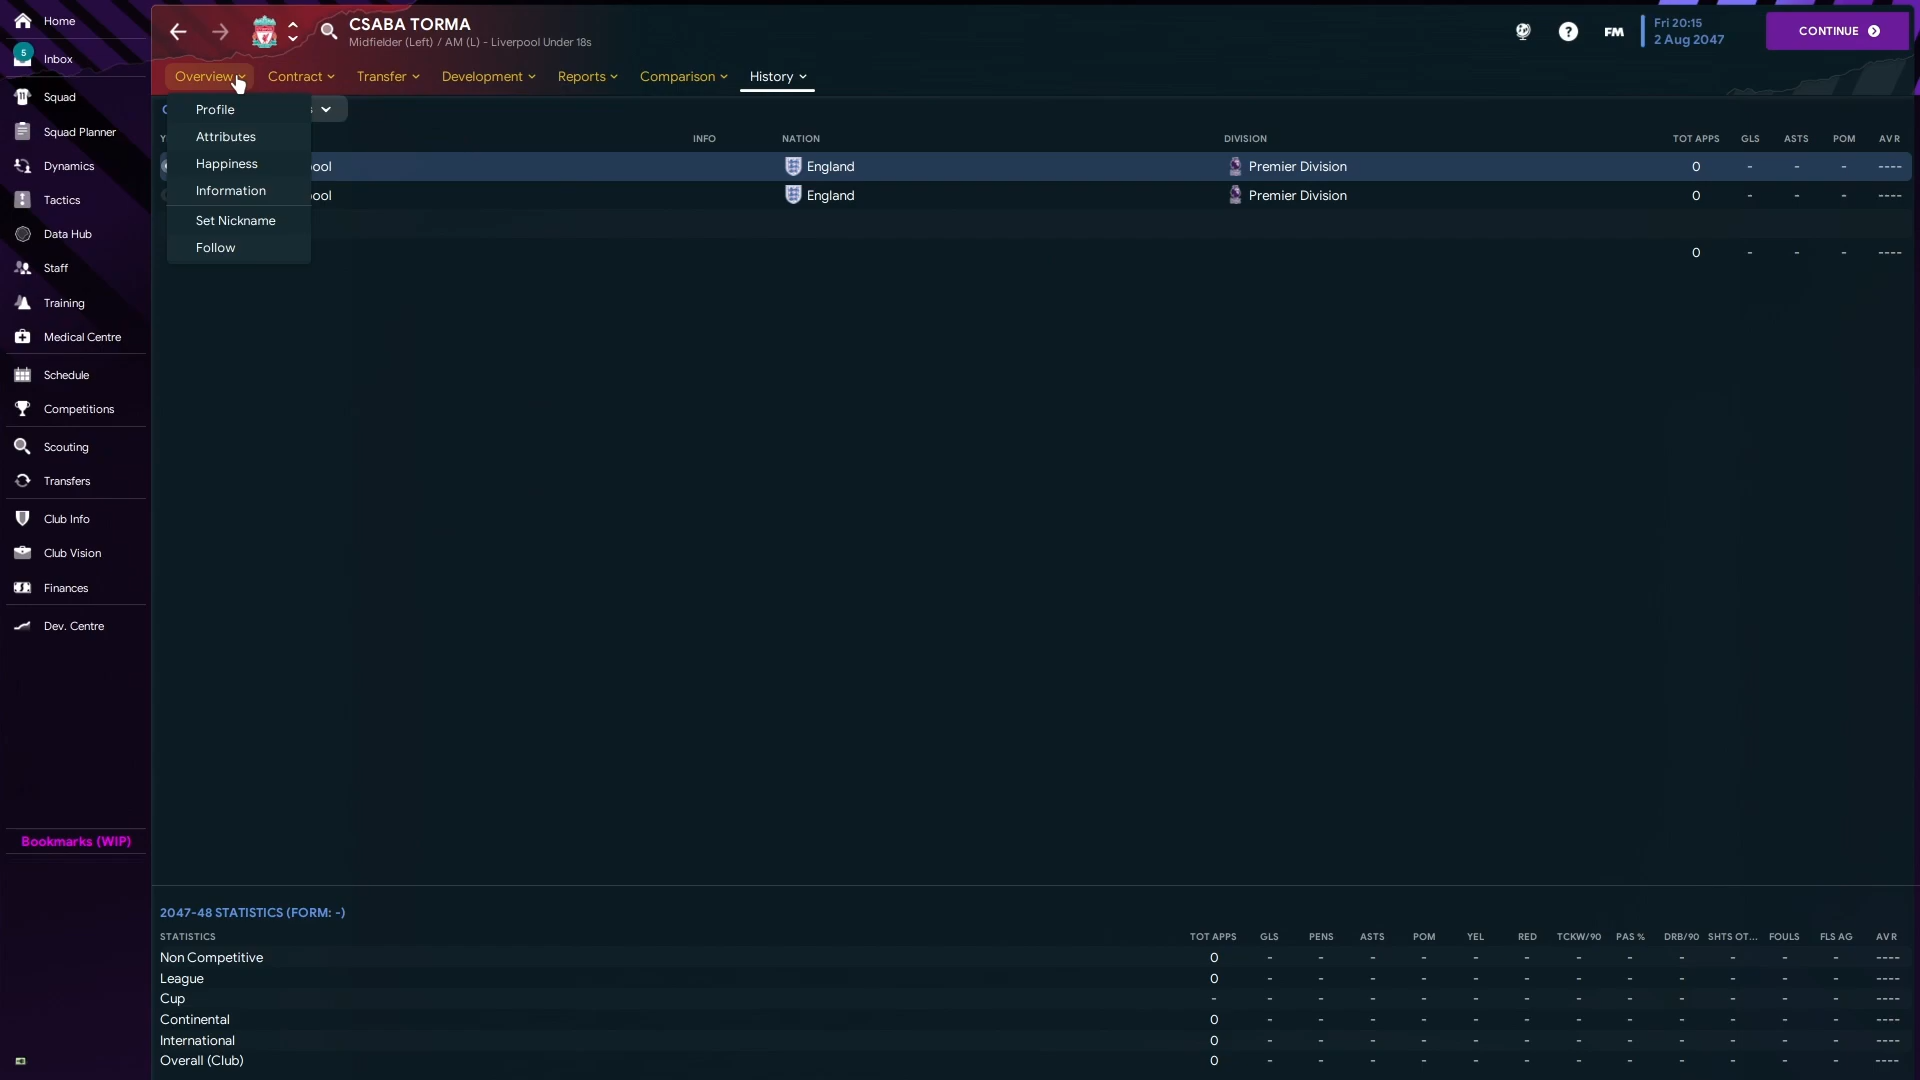 Home
5
Inbox
Squad
Squad Planner
Dynamics
Tactics
Data Hub
Staff
Training
Medical Centre
Schedule
Competitions
Scouting
Transfers
Club Info
Club Vision
Finances
Dev. Centre
Bookmarks (WIP)
CSABA TORMA
Midfielder (Left) / AM (L) - Liverpool Under 18s
FM
Fri 20:15
2 Aug 2047
CONTINUE
Overview Contract Transfer Development Reports Comparison History
Profile
Attributes
Happiness
Information
Set Nickname
Follow
INFO NATION DIVISION TOT APPS GLS ASTS POM AV R
ool England Premier Division 0 - - - ----
ool England Premier Division 0 - - - ----
0 - - - ----
2047-48 STATISTICS (FORM: -)
STATISTICS TOT APPS GLS PENS ASTS POM YEL RED TCKW/90 PAS % DRB/90 SHTS OT... FOULS FLS AG AV R
Non Competitive 0 - - - - - - - - - - - - ----
League 0 - - - - - - - - - - - - ----
Cup - - - - - - - - - - - - - ----
Continental 0 - - - - - - - - - - - - ----
International 0 - - - - - - - - - - - - ----
Overall (Club) 0 - - - - - - - - - - - - ----